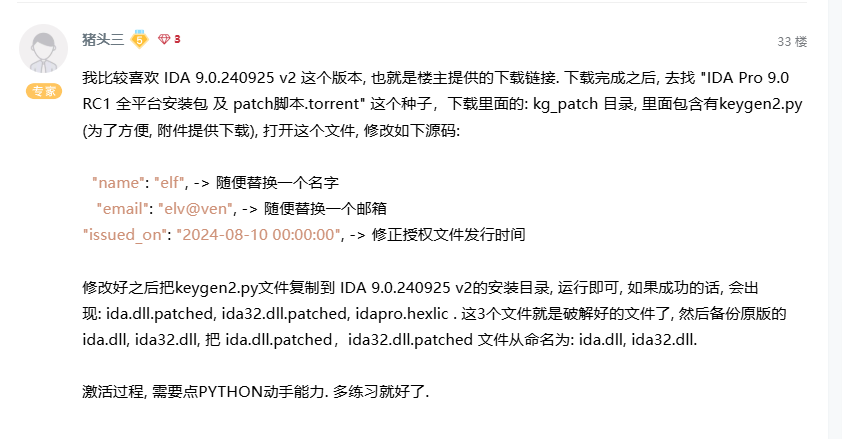 猪头三 5 3
33 楼
专家
我比较喜欢 IDA 9.0.240925 v2 这个版本, 也就是楼主提供的下载链接. 下载完成之后, 去找 "IDA Pro 9.0
RC1 全平台安装包 及 patch脚本.torrent" 这个种子，下载里面的: kg_patch 目录, 里面包含有keygen2.py
(为了方便, 附件提供下载), 打开这个文件, 修改如下源码:
"name": "elf", -> 随便替换一个名字
"email": "elv@ven", -> 随便替换一个邮箱
"issued_on": "2024-08-10 00:00:00", -> 修正授权文件发行时间
修改好之后把keygen2.py文件复制到 IDA 9.0.240925 v2的安装目录, 运行即可, 如果成功的话, 会出
现: ida.dll.patched, ida32.dll.patched, idapro.hexlic . 这3个文件就是破解好的文件了, 然后备份原版的
ida.dll, ida32.dll, 把 ida.dll.patched，ida32.dll.patched 文件从命名为: ida.dll, ida32.dll.
激活过程, 需要点PYTHON动手能力. 多练习就好了.